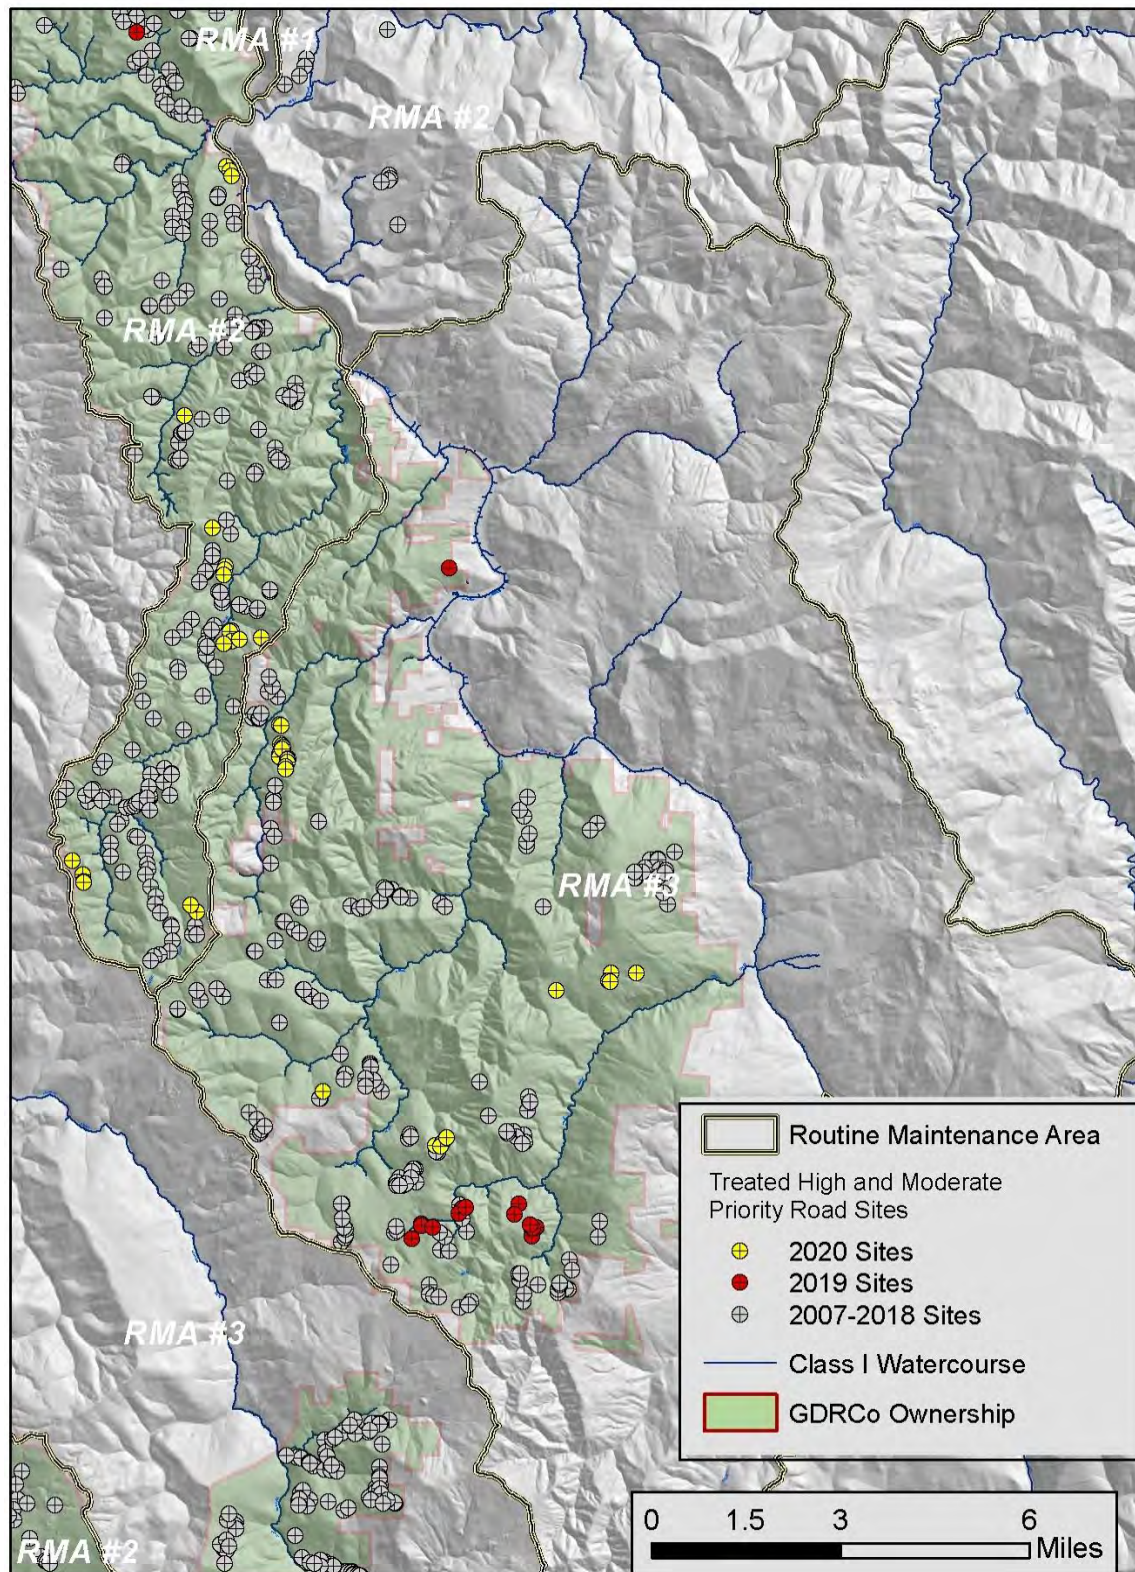 RMA #1
RMA #2
RMA #2
RMA #3
RMA #3
RMA #2
Routine Maintenance Area
Treated High and Moderate
Priority Road Sites
2020 Sites
2019 Sites
2007-2018 Sites
Class I Watercourse
GDRCo Ownership
0 1.5 3 6
Miles